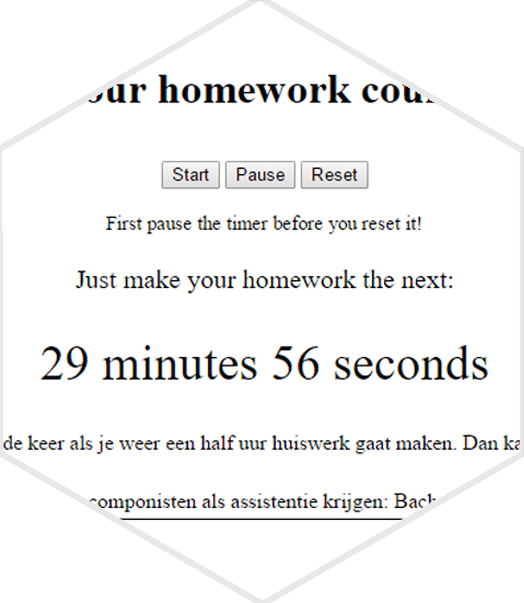 our homework cou
Start Pause Reset
First pause the timer before you reset it!
Just make your homework the next:
29 minutes 56 seconds
de keer als je weer een half uur huiswerk gaat maken. Dan ka
componisten als assistentie krijgen: Bach